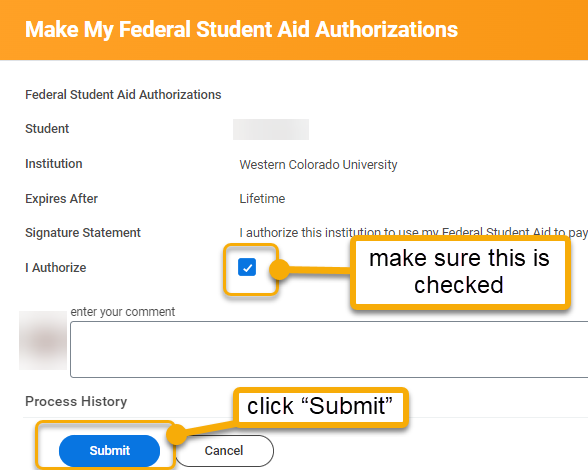 Make My Federal Student Aid Authorizations
Federal Student Aid Authorizations
Student
Institution Western Colorado University
Expires After Lifetime
Signature Statement I authorize this institution to use my Federal Student Aid to pay
I Authorize
make sure this is
checked
enter your comment
Process History
click “Submit”
Submit Cancel